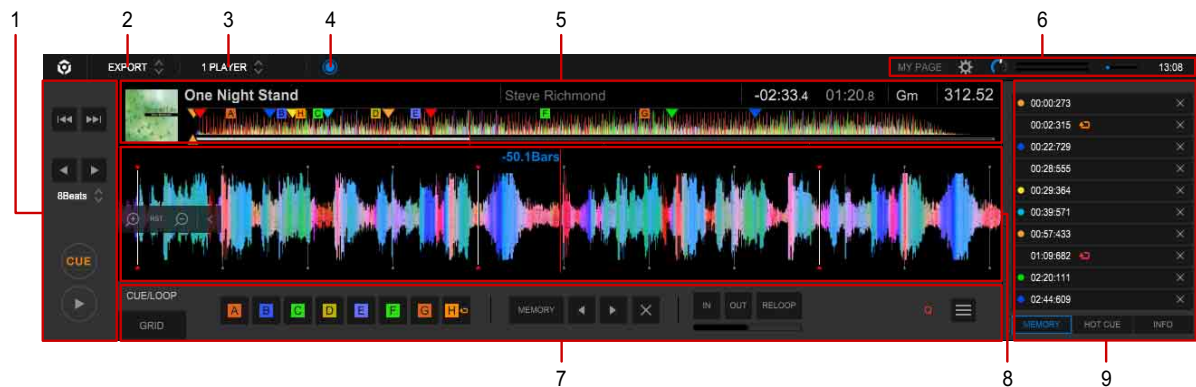 1 2 3 4 5 6
EXPORT 1 PLAYER MY PAGE 13:08
One Night Stand Steve Richmond -02:33.4 01:20.8 Gm 312.52
A B H C D E F G
-50.1Bars
8Beats
RST
CUE
00:00:273
00:02:315
00:22:729
00:28:555
00:29:364
00:39:571
00:57:433
01:09:682
02:20:111
02:44:609
CUE/LOOP
GRID
A B C D E F G H
MEMORY
IN OUT RELOOP
Q
MEMORY HOT CUE INFO
7 8 9